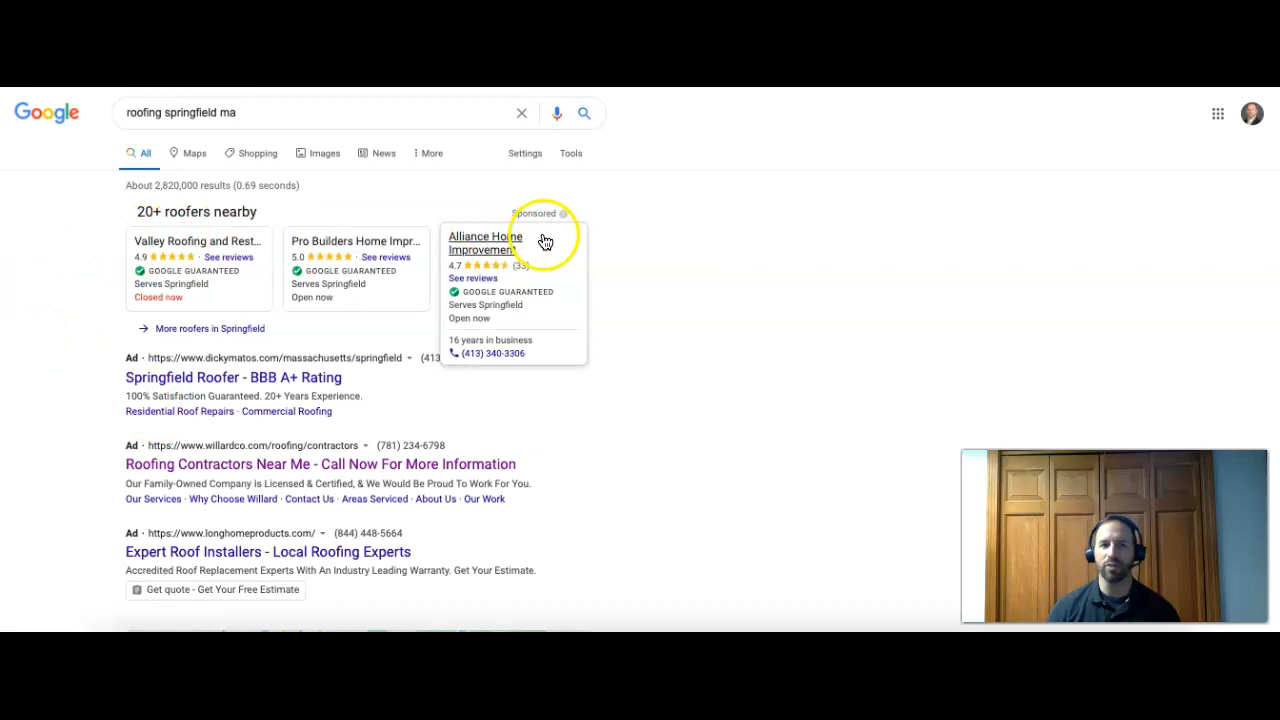 Google
roofing springfield ma
All
Maps
Shopping
Images
News
More
Settings
Tools
About 2,820,000 results (0.69 seconds)
20+ roofers nearby
Sponsored
Valley Roofing and Rest...
4.9
See reviews
GOOGLE GUARANTEED
Serves Springfield
Closed now
Pro Builders Home Impr...
5.0
See reviews
GOOGLE GUARANTEED
Serves Springfield
Open now
Alliance Home
Improvement
4.7 (33)
See reviews
GOOGLE GUARANTEED
Serves Springfield
Open now
16 years in business
(413) 340-3306
More roofers in Springfield
Ad · https://www.dickymatos.com/massachusetts/springfield (413
Springfield Roofer - BBB A+ Rating
100% Satisfaction Guaranteed. 20+ Years Experience.
Residential Roof Repairs · Commercial Roofing
Ad · https://www.willardco.com/roofing/contractors (781) 234-6798
Roofing Contractors Near Me - Call Now For More Information
Our Family-Owned Company Is Licensed & Certified, & We Would Be Proud To Work For You.
Our Services · Why Choose Willard · Contact Us · Areas Serviced · About Us · Our Work
Ad · https://www.longhomeproducts.com/ (844) 448-5664
Expert Roof Installers - Local Roofing Experts
Accredited Roof Replacement Experts With An Industry Leading Warranty. Get Your Estimate.
Get quote - Get Your Free Estimate